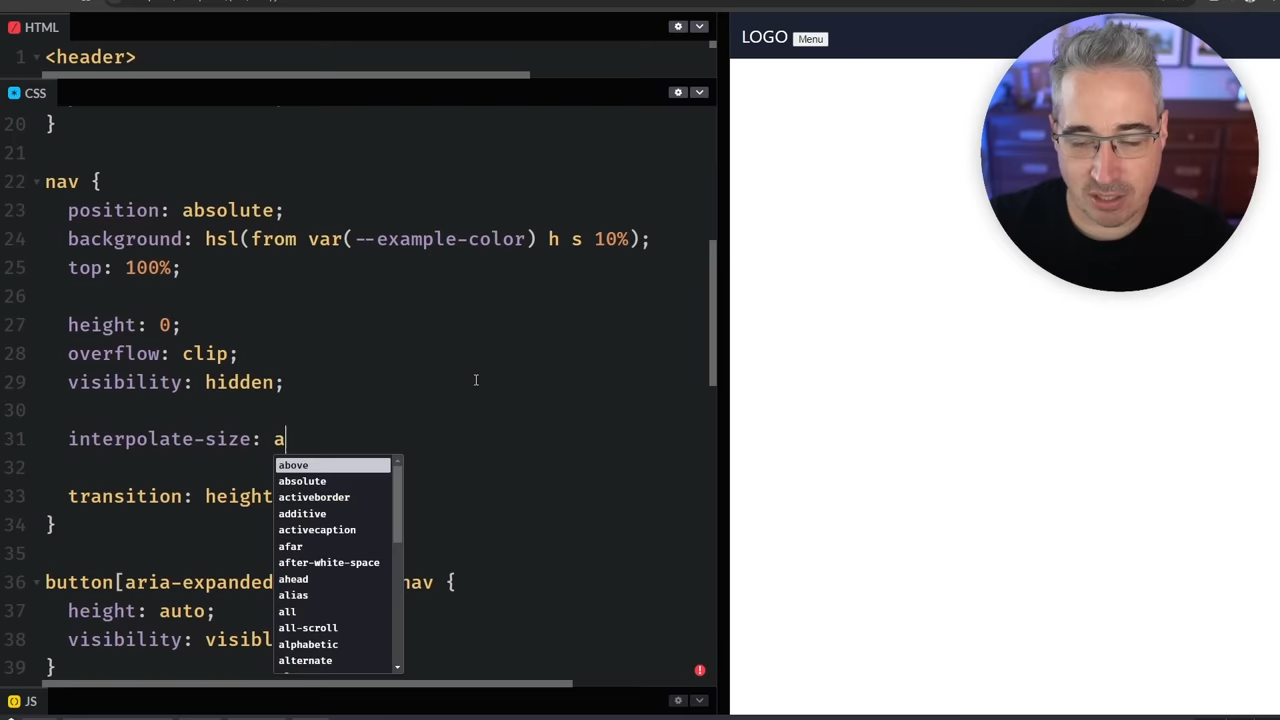 HTML
LOGO Menu
1 <header>
CSS
20 }
21
22 nav {
23 position: absolute;
24 background: hsl(from var(--example-color) h s 10%);
25 top: 100%;
26
27 height: 0;
28 overflow: clip;
29 visibility: hidden;
30
31 interpolate-size: a
above
absolute
activeborder
additive
activecaption
afar
after-white-space
ahead
alias
all
all-scroll
alphabetic
alternate
32
33 transition: height
34 }
35
36 button[aria-expanded nav {
37 height: auto;
38 visibility: visibl
39 }
JS